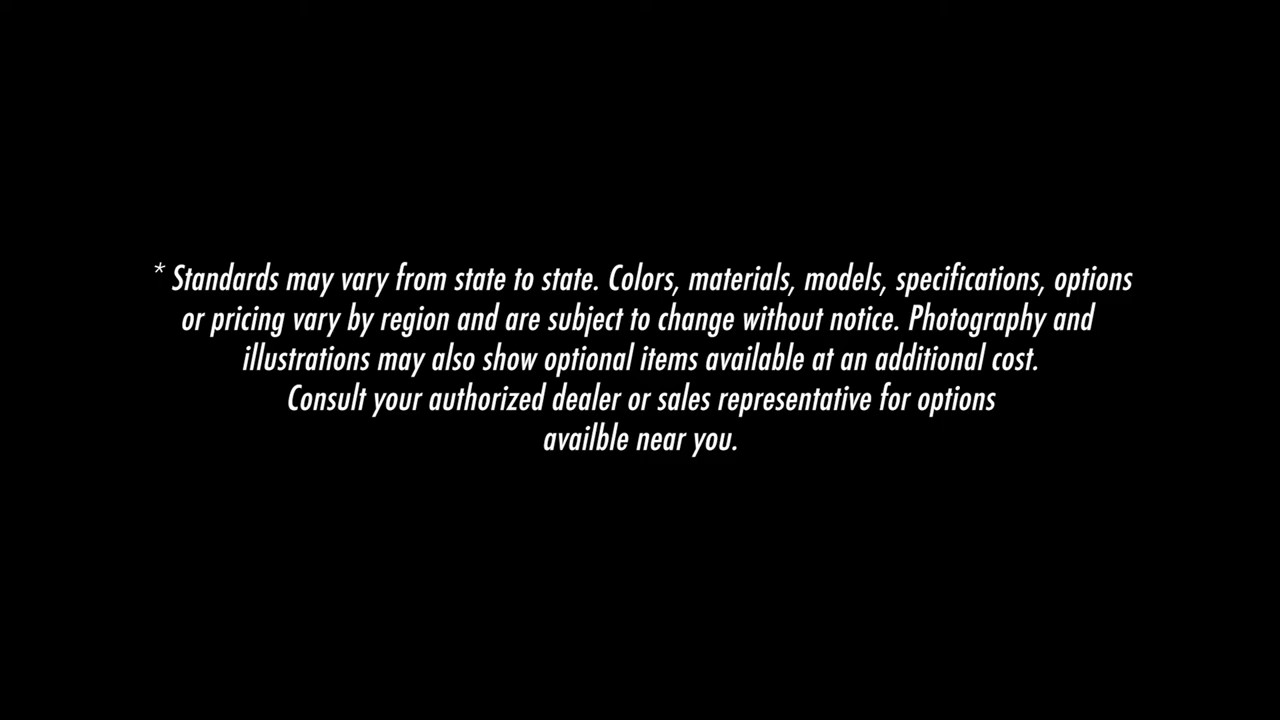 * Standards may vary from state to state. Colors, materials, models, specifications, options
or pricing vary by region and are subject to change without notice. Photography and
illustrations may also show optional items available at an additional cost.
Consult your authorized dealer or sales representative for options
availble near you.